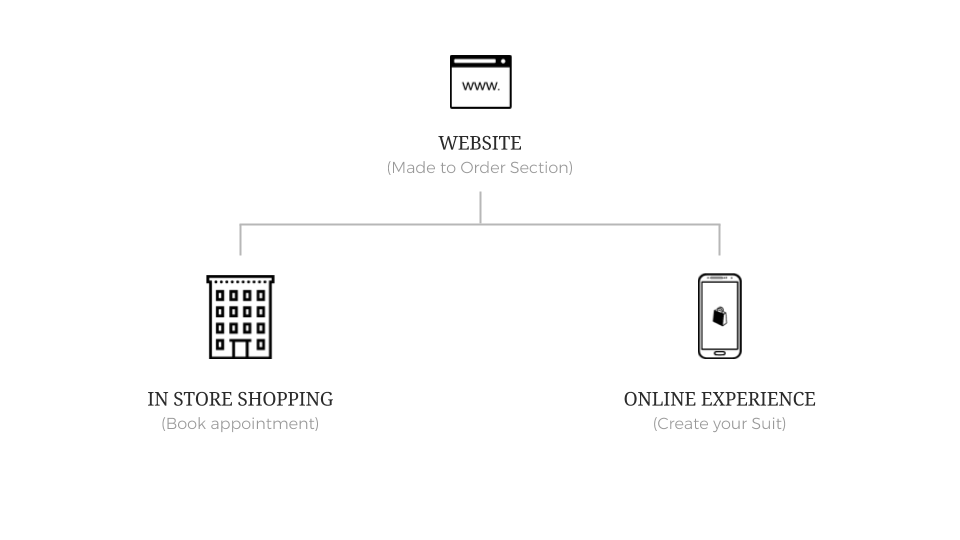 www.
WEBSITE
(Made to Order Section)
IN STORE SHOPPING
(Book appointment)
ONLINE EXPERIENCE
(Create your Suit)